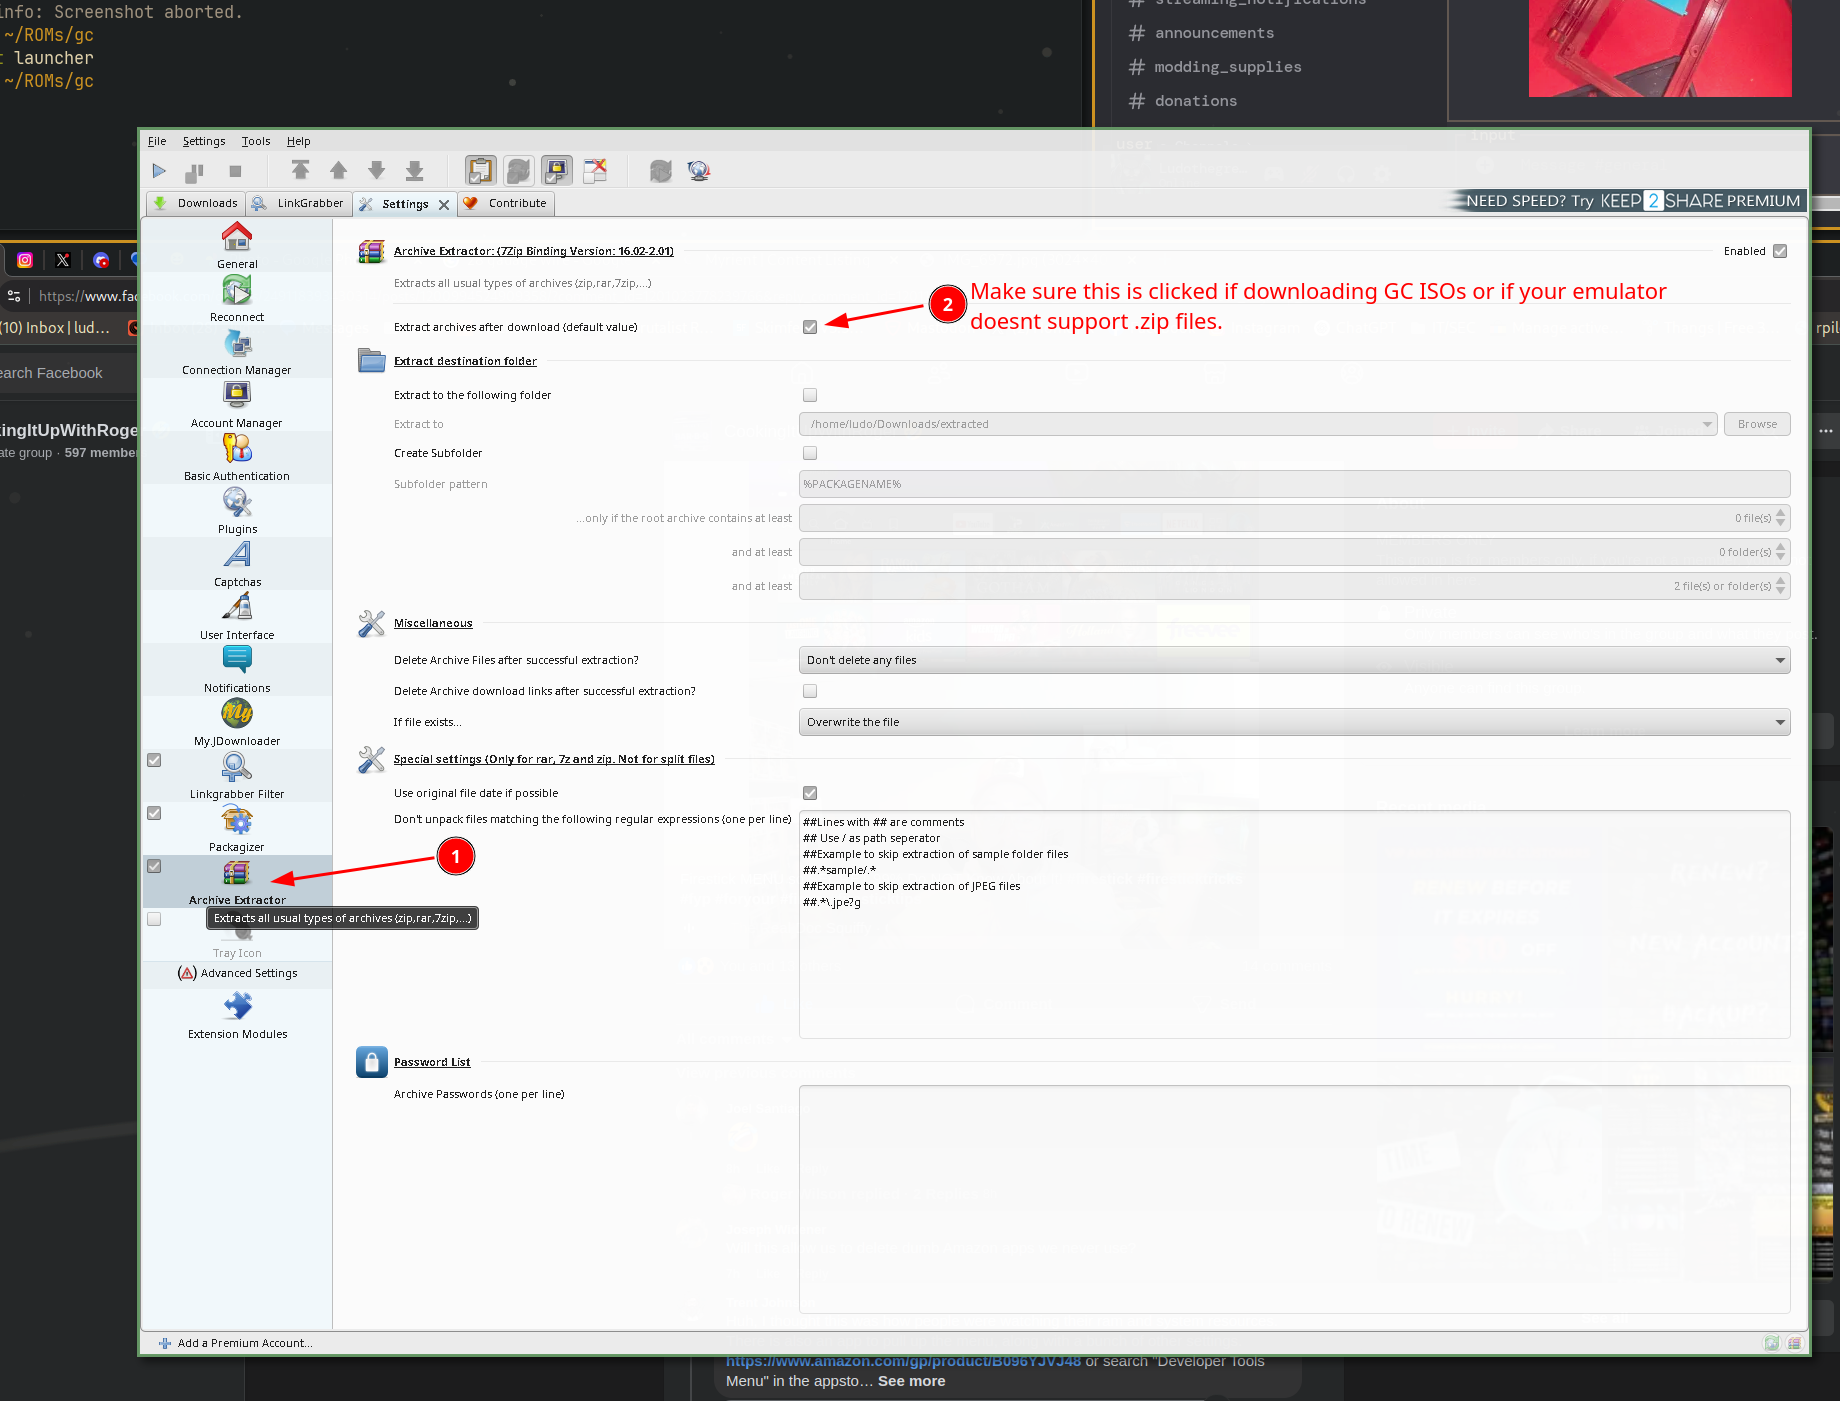 info: Screenshot aborted.
~/ROMs/gc
launcher
~/ROMs/gc
# announcements
# modding_supplies
# donations
File Settings Tools Help
Downloads LinkGrabber Settings Contribute
NEED SPEED? Try KEEP 2 SHARE PREMIUM
https://www.fac
(10) Inbox | lud...
earch Facebook
kingItUpWithRoge
ate group · 597 member
General
Reconnect
Connection Manager
Account Manager
Basic Authentication
Plugins
Captchas
User Interface
Notifications
My.JDownloader
Linkgrabber Filter
Packagizer
Archive Extractor
Extracts all usual types of archives (zip,rar,7zip,...)
Tray Icon
Advanced Settings
Extension Modules
Archive Extractor: (7Zip Binding Version: 16.02-2.01)
Enabled
Extracts all usual types of archives (zip,rar,7zip,...)
2 Make sure this is clicked if downloading GC ISOs or if your emulator
doesnt support .zip files.
Extract archives after download (default value)
Extract destination folder
Extract to the following folder
Extract to /home/ludo/Downloads/extracted Browse
Create Subfolder
Subfolder pattern %PACKAGENAME%
...only if the root archive contains at least 0 file(s)
and at least 0 folder(s)
and at least 2 file(s) or folder(s)
Miscellaneous
Delete Archive Files after successful extraction? Don't delete any files
Delete Archive download links after successful extraction?
If file exists... Overwrite the file
Special settings (Only for rar, 7z and zip. Not for split files)
Use original file date if possible
Don't unpack files matching the following regular expressions (one per line)
##Lines with ## are comments
## Use / as path seperator
##Example to skip extraction of sample folder files
##.*sample/.*
##Example to skip extraction of JPEG files
##.*\.jpe?g
1
Password List
Archive Passwords (one per line)
Add a Premium Account...
https://www.amazon.com/gp/product/B096YJVJ48 or search "Developer Tools
Menu" in the appsto... See more